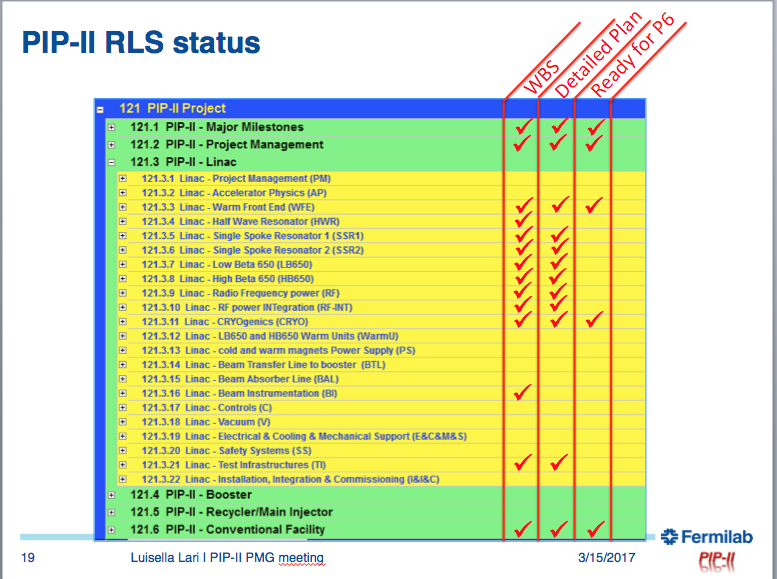 PIP-II RLS status
WBS
Detailed Plan
Ready for P6
121 PIP-II Project
121.1 PIP-II - Major Milestones
121.2 PIP-II - Project Management
121.3 PIP-II - Linac
121.3.1 Linac - Project Management (PM)
121.3.2 Linac - Accelerator Physics (AP)
121.3.3 Linac - Warm Front End (WFE)
121.3.4 Linac - Half Wave Resonator (HWR)
121.3.5 Linac - Single Spoke Resonator 1 (SSR1)
121.3.6 Linac - Single Spoke Resonator 2 (SSR2)
121.3.7 Linac - Low Beta 650 (LB650)
121.3.8 Linac - High Beta 650 (HB650)
121.3.9 Linac - Radio Frequency power (RF)
121.3.10 Linac - RF power INTegration (RF-INT)
121.3.11 Linac - CRYOgenics (CRYO)
121.3.12 Linac - LB650 and HB650 Warm Units (WarmU)
121.3.13 Linac - cold and warm magnets Power Supply (PS)
121.3.14 Linac - Beam Transfer Line to booster (BTL)
121.3.15 Linac - Beam Absorber Line (BAL)
121.3.16 Linac - Beam Instrumentation (BI)
121.3.17 Linac - Controls (C)
121.3.18 Linac - Vacuum (V)
121.3.19 Linac - Electrical & Cooling & Mechanical Support (E&C&M&S)
121.3.20 Linac - Safety Systems (SS)
121.3.21 Linac - Test Infrastructures (TI)
121.3.22 Linac - Installation, Integration & Commissioning (I&I&C)
121.4 PIP-II - Booster
121.5 PIP-II - Recycler/Main Injector
121.6 PIP-II - Conventional Facility
Fermilab
19 Luisella Lari I PIP-II PMG meeting 3/15/2017
PIP-II